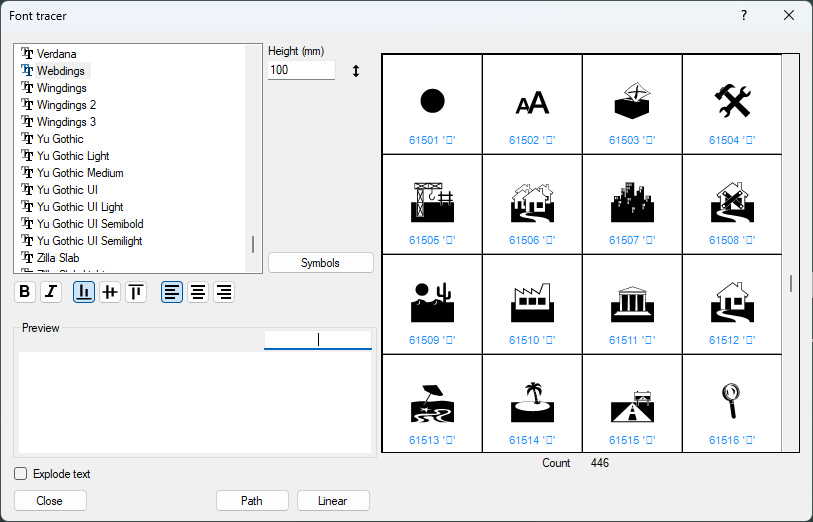 Font tracer
?
Verdana
Webdings
Wingdings
Wingdings 2
Wingdings 3
Yu Gothic
Yu Gothic Light
Yu Gothic Medium
Yu Gothic UI
Yu Gothic UI Light
Yu Gothic UI Semibold
Yu Gothic UI Semilight
Zilla Slab
Height (mm)
100
Symbols
B I
Preview
Explode text
Close
Path
Linear
AA
61501 '□' 61502 '□' 61503 '□' 61504 '□'
61505 '□' 61506 '□' 61507 '□' 61508 '□'
61509 '□' 61510 '□' 61511 '□' 61512 '□'
61513 '□' 61514 '□' 61515 '□' 61516 '□'
Count 446